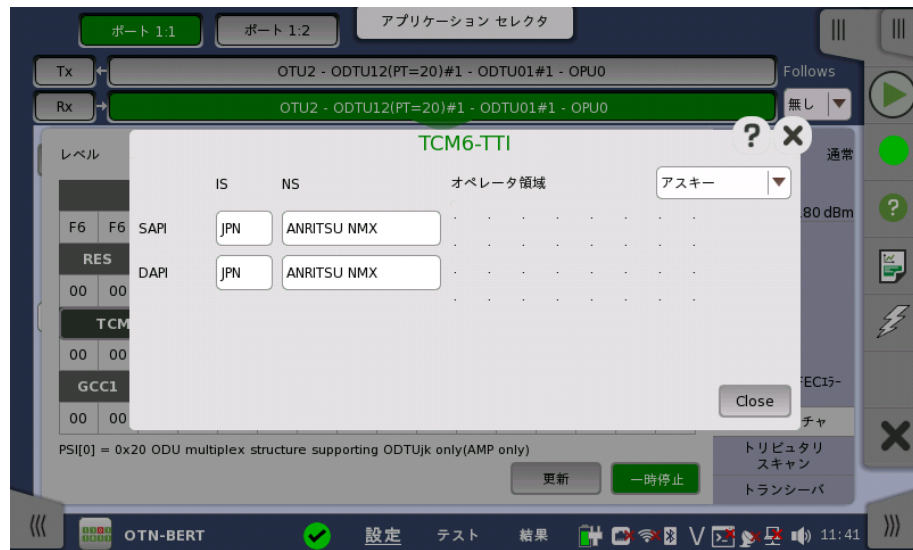 ポート 1:1
ポート 1:2
アプリケーション セレクタ
Tx
OTU2 - ODTU12(PT=20)#1 - ODTU01#1 - OPU0
Follows
Rx
OTU2 - ODTU12(PT=20)#1 - ODTU01#1 - OPU0
無し
TCM6-TTI
?
レベル
通常
IS
NS
オペレータ領域
アスキー
.80 dBm
F6 F6
SAPI
JPN
ANRITSU NMX
RES
DAPI
JPN
ANRITSU NMX
00 00
TCM
00 00
GCC1
FECエラー
Close
00 00
チャ
PSI[0] = 0x20 ODU multiplex structure supporting ODTUjk only(AMP only)
トリビュタリ
スキャン
更新
一時停止
トランシーバ
OTN-BERT
設定
テスト
結果
11:41